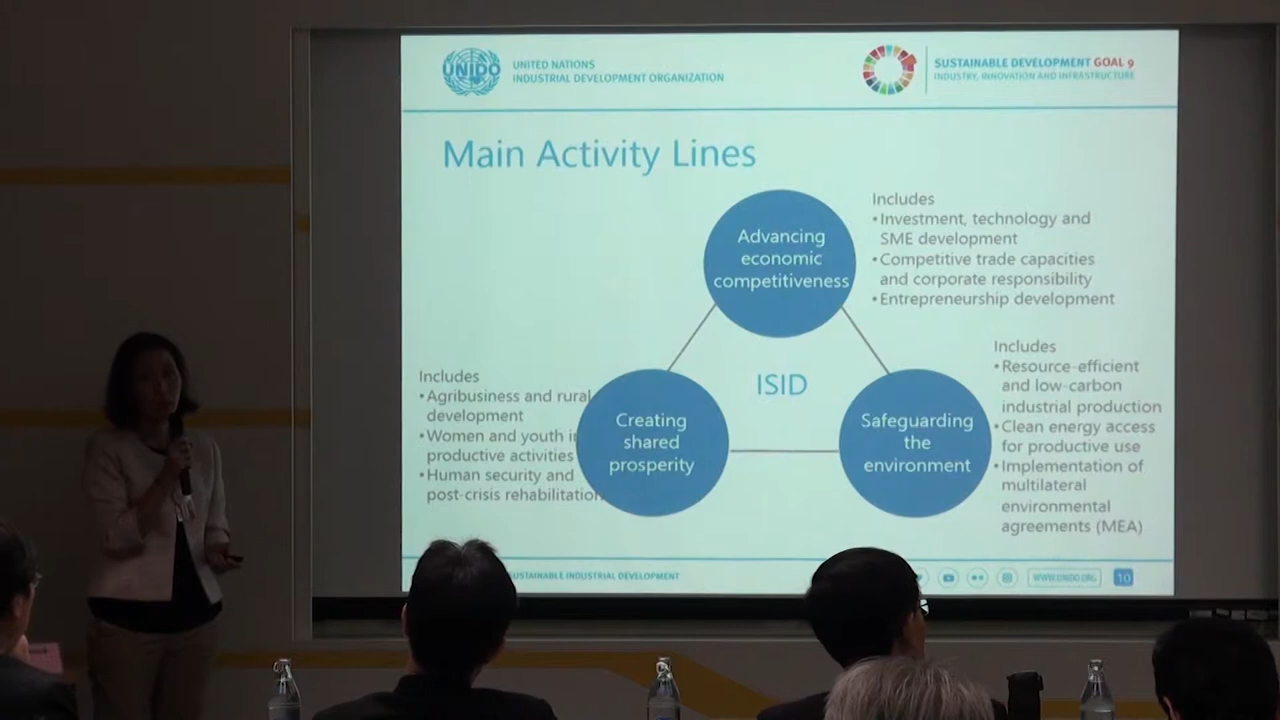 UNIDO
UNITED NATIONS
INDUSTRIAL DEVELOPMENT ORGANIZATION
SUSTAINABLE DEVELOPMENT GOAL 9
INDUSTRY, INNOVATION AND INFRASTRUCTURE
Main Activity Lines
Advancing
economic
competitiveness
Includes
•Investment, technology and
SME development
•Competitive trade capacities
and corporate responsibility
•Entrepreneurship development
ISID
Includes
•Agribusiness and rural
development
•Women and youth in
productive activities
•Human security and
post-crisis rehabilitation
Creating
shared
prosperity
Safeguarding
the
environment
Includes
•Resource-efficient
and low-carbon
industrial production
•Clean energy access
for productive use
•Implementation of
multilateral
environmental
agreements (MEA)
SUSTAINABLE INDUSTRIAL DEVELOPMENT
WWW.UNIDO.ORG
10